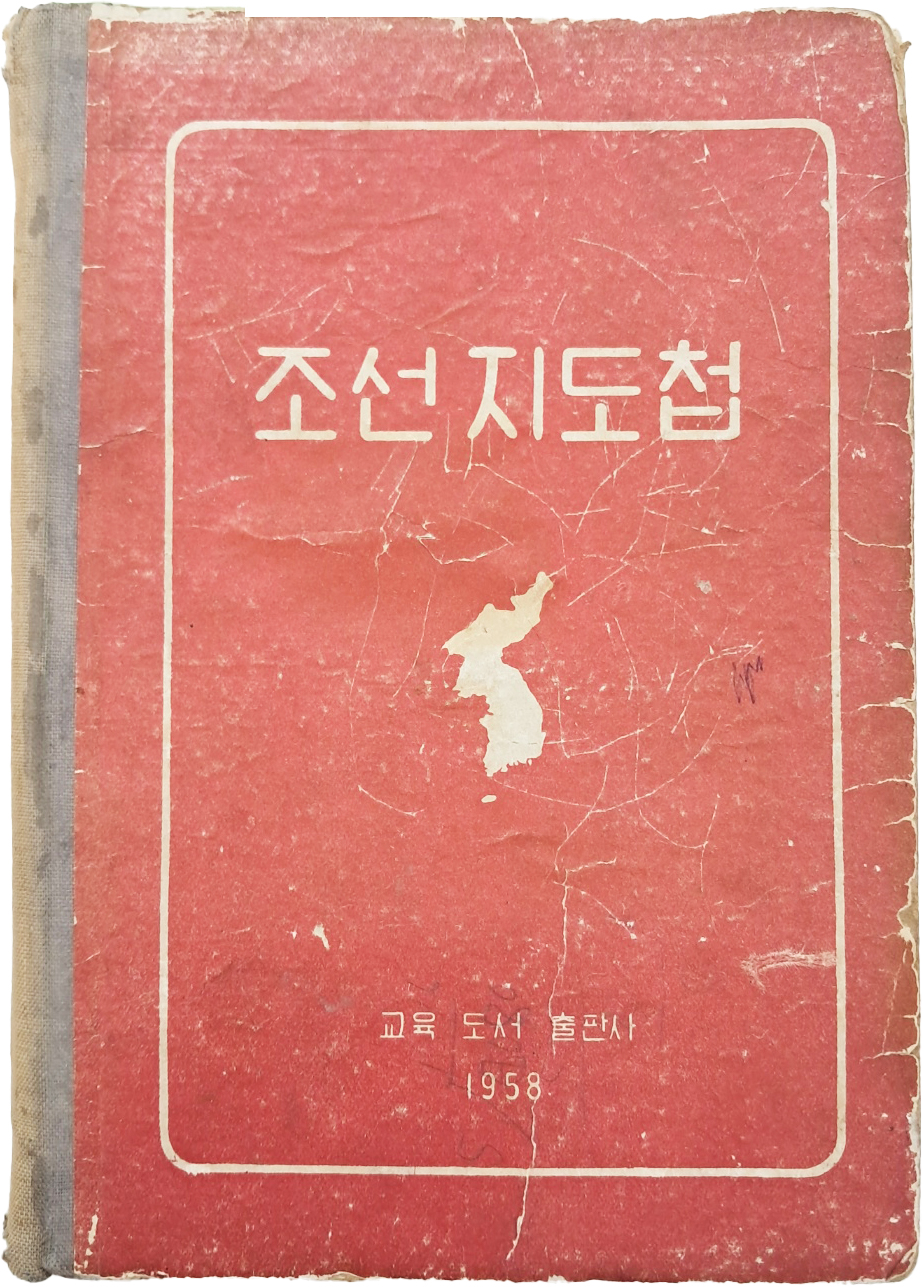 조선 지도첩
교육 도서 출판사
1958